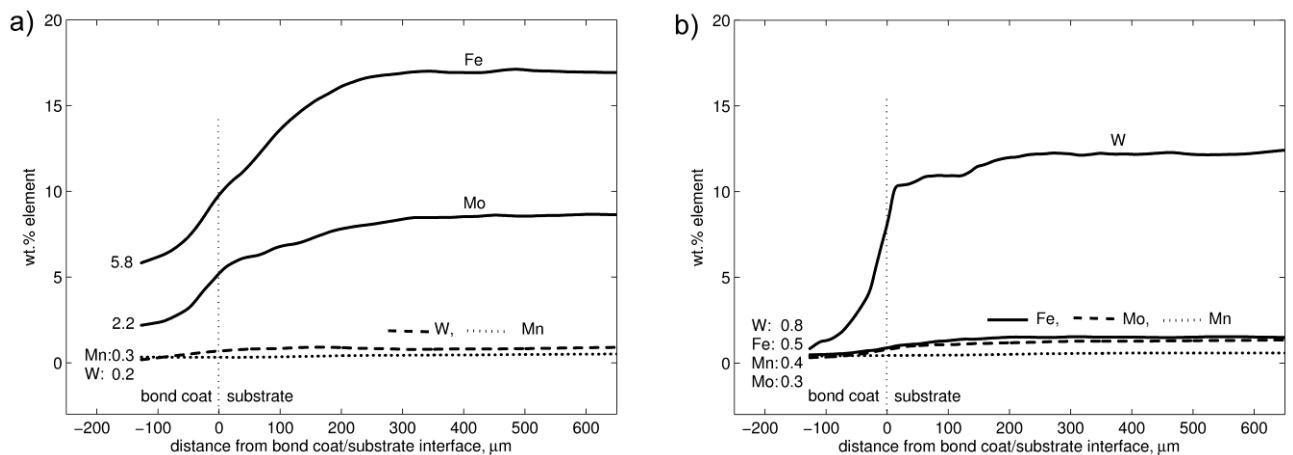 a)
20
15
10
5
0
wt.% element
Fe
Mo
5.8
2.2
W, Mn
Mn:0.3
W: 0.2
bond coat substrate
−200 −100 0 100 200 300 400 500 600
distance from bond coat/substrate interface, μm
b)
20
15
10
5
0
wt.% element
W
Fe, Mo, Mn
W: 0.8
Fe: 0.5
Mn: 0.4
Mo: 0.3
bond coat substrate
−200 −100 0 100 200 300 400 500 600
distance from bond coat/substrate interface, μm